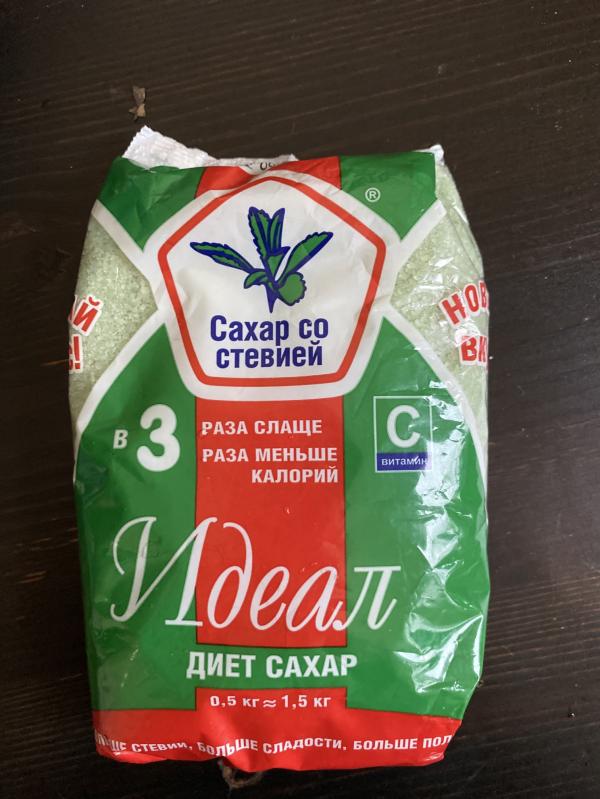 ®
Сахар со
стевией
В 3
РАЗА СЛАЩЕ
РАЗА МЕНЬШЕ
КАЛОРИЙ
С
витамин
Идеал
ДИЕТ САХАР
0,5 кг ≈ 1,5 кг
СТЕВИИ, БОЛЬШЕ СЛАДОСТИ, БОЛЬШЕ